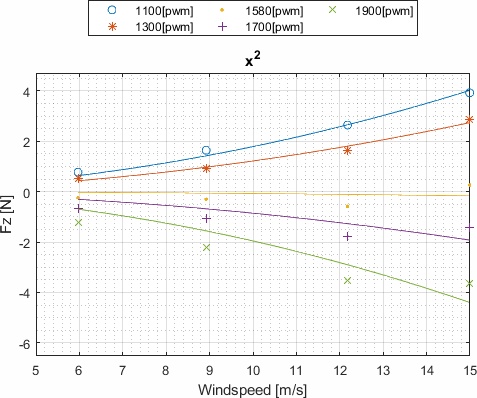 1100[pwm] 1580[pwm] 1900[pwm]
1300[pwm] 1700[pwm]
x²
4
2
0
-2
-4
-6
Fz [N]
5 6 7 8 9 10 11 12 13 14 15
Windspeed [m/s]